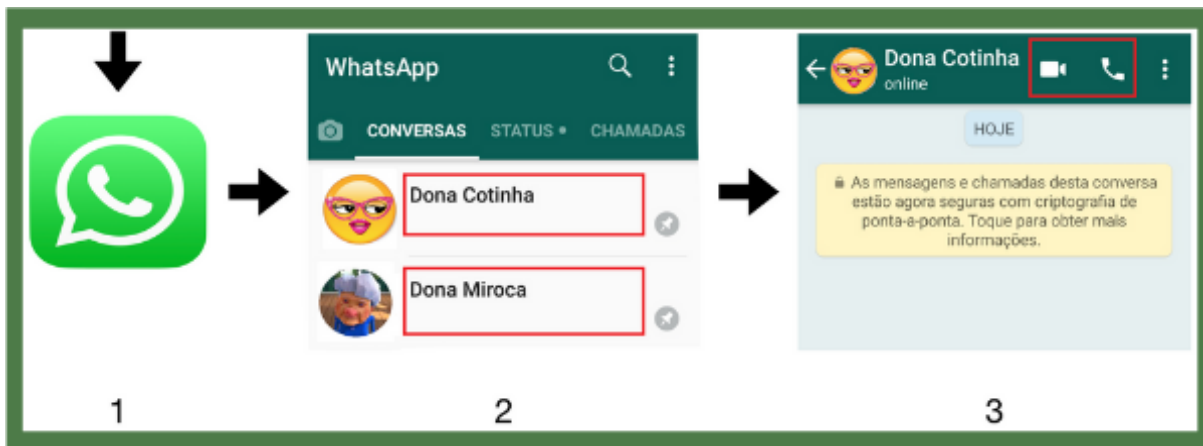 WhatsApp
CONVERSAS STATUS • CHAMADAS
Dona Cotinha
Dona Miroca
Dona Cotinha
online
HOJE
As mensagens e chamadas desta conversa
estão agora seguras com criptografia de
ponta-a-ponta. Toque para obter mais
informações.
1 2 3